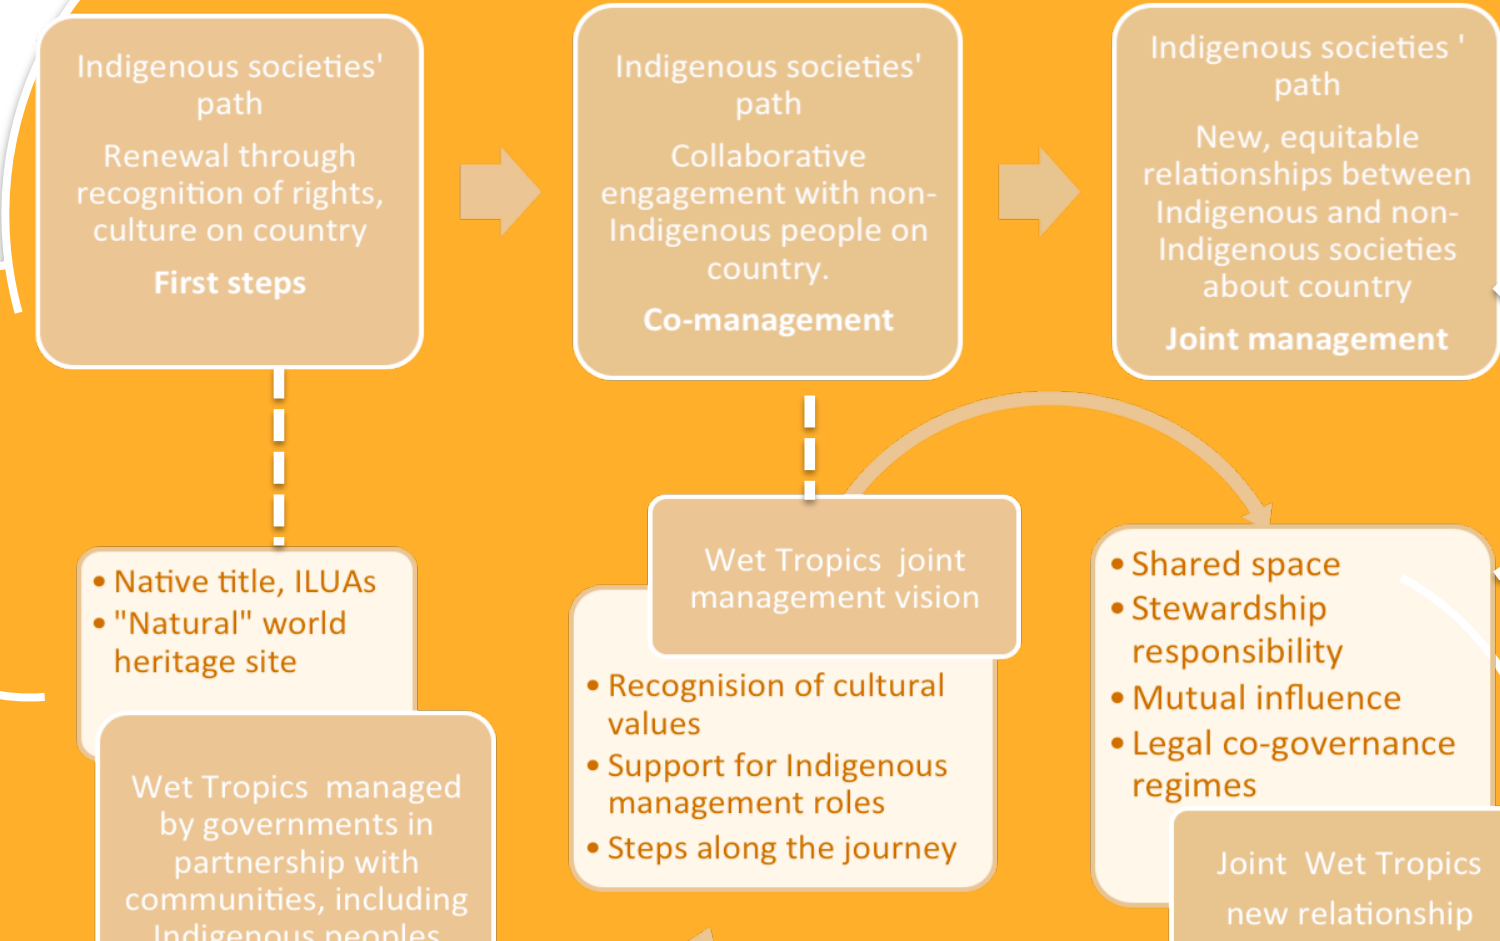 Indigenous societies'
path
Renewal through
recognition of rights,
culture on country
First steps
Indigenous societies'
path
Collaborative
engagement with non-
Indigenous people on
country.
Co-management
Indigenous societies '
path
New, equitable
relationships between
Indigenous and non-
Indigenous societies
about country
Joint management
• Native title, ILUAs
• "Natural" world
heritage site
Wet Tropics managed
by governments in
partnership with
communities, including
Indigenous peoples
Wet Tropics joint
management vision
• Recognision of cultural
values
• Support for Indigenous
management roles
• Steps along the journey
• Shared space
• Stewardship
responsibility
• Mutual influence
• Legal co-governance
regimes
Joint Wet Tropics
new relationship